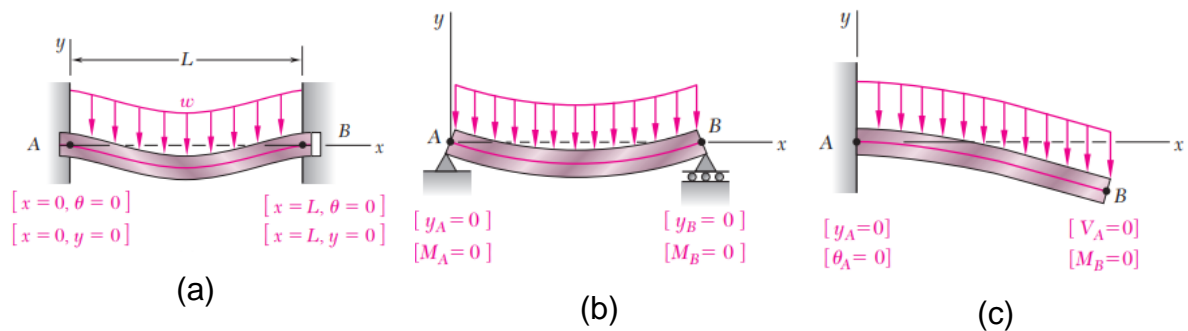 y
L
w
A
B
x
[ x = 0, θ = 0 ]
[ x = 0, y = 0 ]
[ x = L, θ = 0 ]
[ x = L, y = 0 ]
(a)
y
A
B
x
[ y_A = 0 ]
[M_A = 0 ]
[ y_B = 0 ]
[M_B = 0 ]
(b)
y
A
x
B
[ y_A = 0]
[θ_A = 0]
[ V_A = 0]
[M_B = 0]
(c)